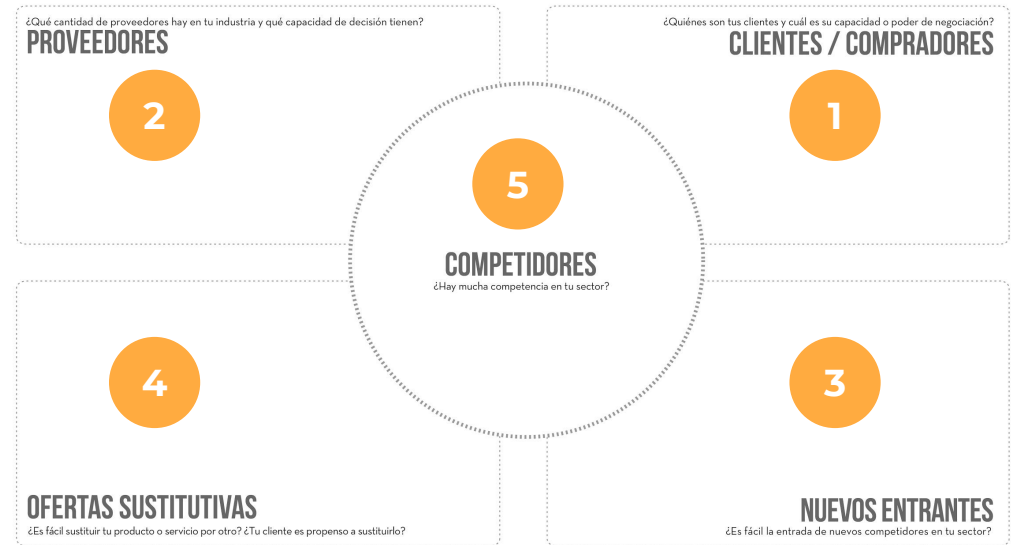 ¿Qué cantidad de proveedores hay en tu industria y qué capacidad de decisión tienen?
PROVEEDORES
2
¿Quiénes son tus clientes y cuál es su capacidad o poder de negociación?
CLIENTES / COMPRADORES
1
5
COMPETIDORES
¿Hay mucha competencia en tu sector?
4
OFERTAS SUSTITUTIVAS
¿Es fácil sustituir tu producto o servicio por otro? ¿Tu cliente es propenso a sustituirlo?
3
NUEVOS ENTRANTES
¿Es fácil la entrada de nuevos competidores en tu sector?